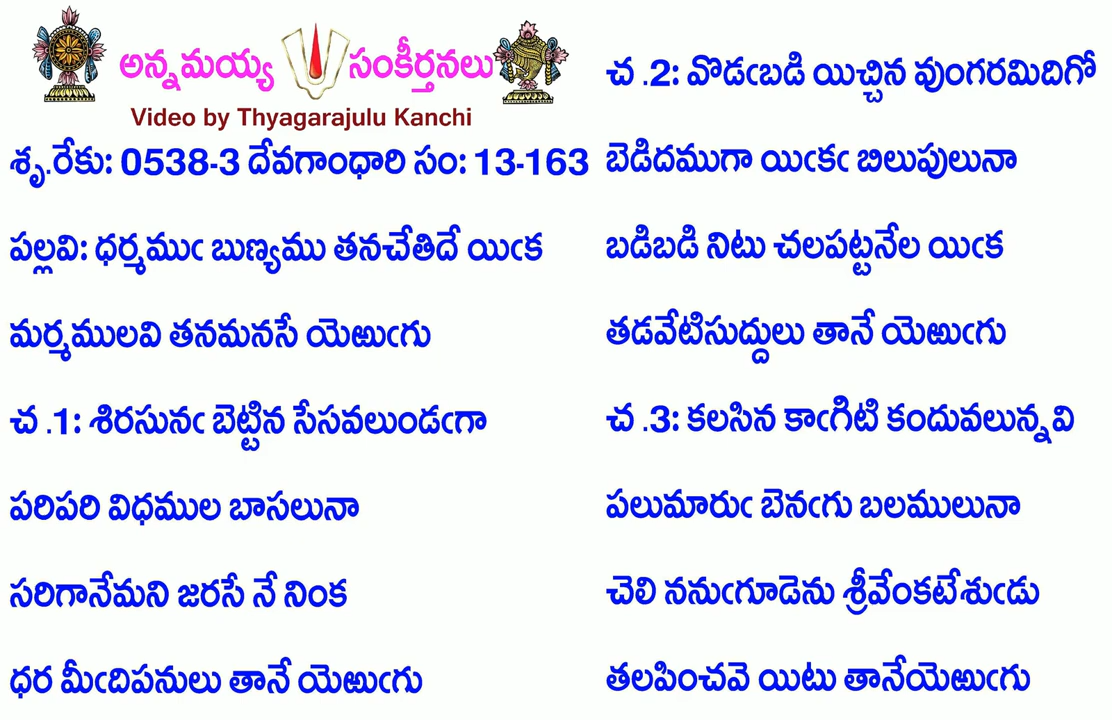 అన్నమయ్య సంకీర్తనలు
Video by Thyagarajulu Kanchi
శృ.రేకు: 0538-3 దేవగాంధారి సం: 13-163
పల్లవి: ధర్మముఁ బుణ్యము తనచేతిదే యిఁక
మర్మములవి తనమనసే యెఱుఁగు
చ .1: శిరసునఁ బెట్టిన సేసవలుండఁగా
పరిపరి విధముల బాసలునా
సరిగానేమని జరసే నే నింక
ధర మీఁదిపనులు తానే యెఱుఁగు
చ .2: వొడఁబడి యిచ్చిన వుంగరమిదిగో
బెడిదముగా యిఁకఁ బిలుపులునా
బడిబడి నిటు చలపట్టనేల యిఁక
తడవేటిసుద్దులు తానే యెఱుఁగు
చ .3: కలసిన కాఁగిటి కందువలున్నవి
పలుమారుఁ బెనఁగు బలములునా
చెలి ననుఁగూడెను శ్రీవేంకటేశుఁడు
తలపించవె యిటు తానేయెఱుఁగు